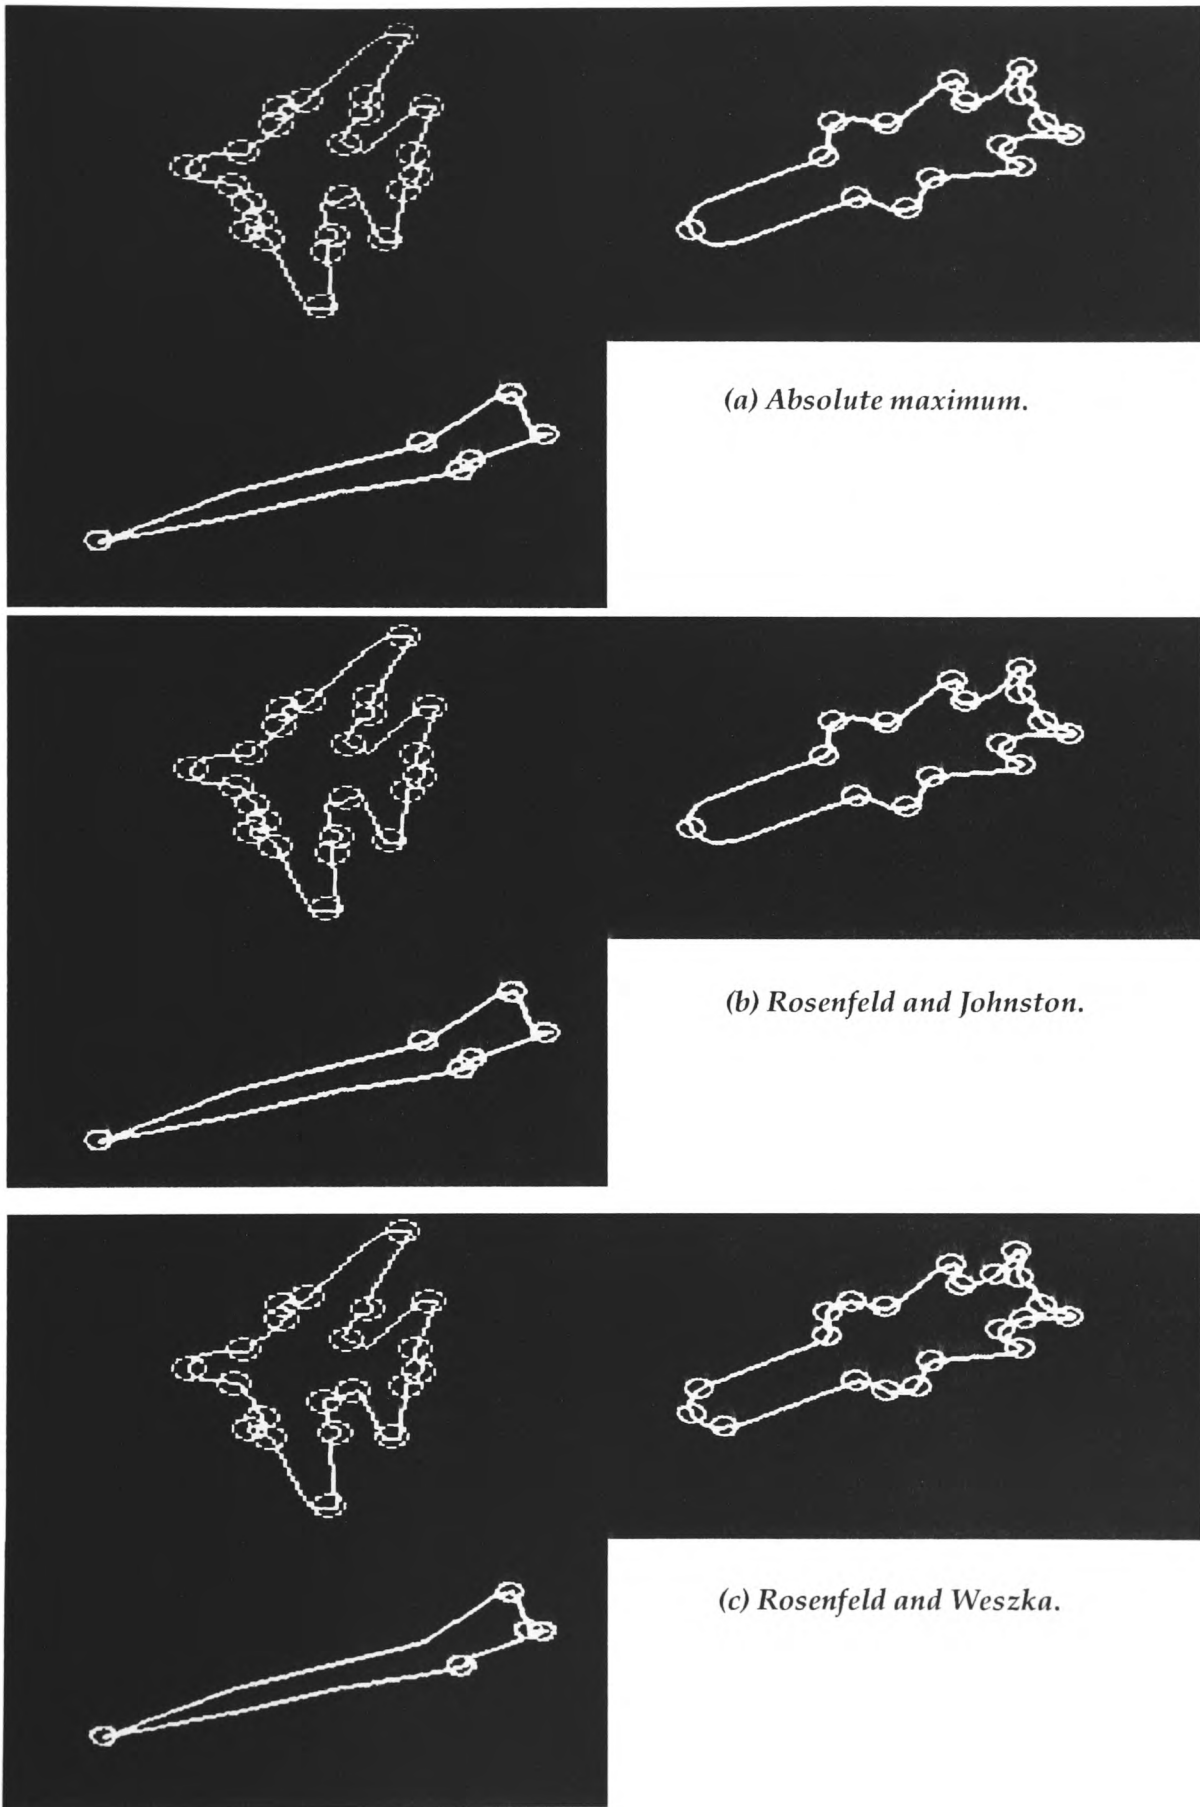 (a) Absolute maximum.
(b) Rosenfeld and Johnston.
(c) Rosenfeld and Weszka.